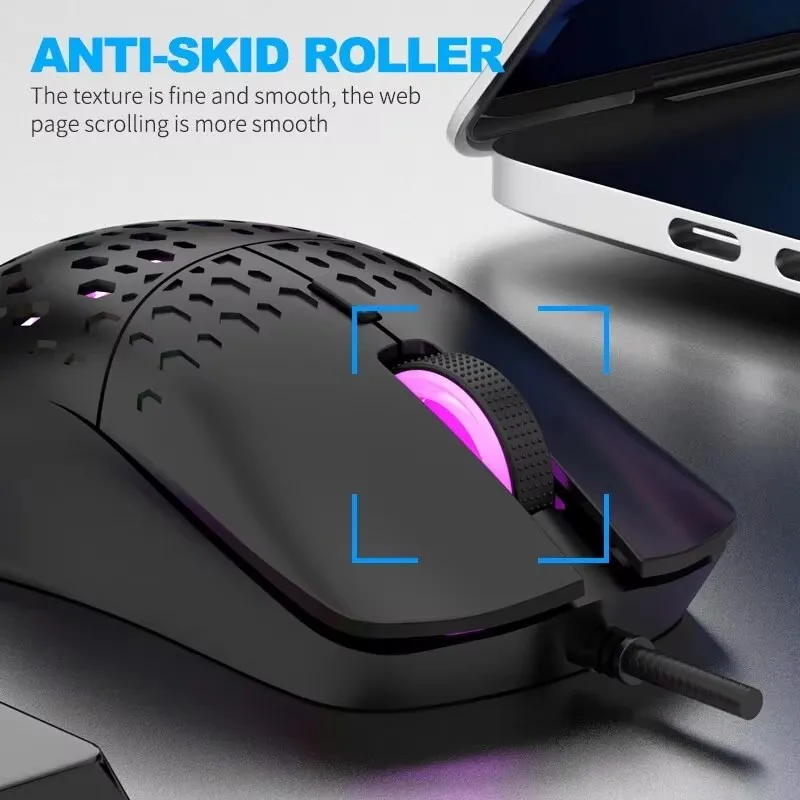 ANTI-SKID ROLLER
The texture is fine and smooth, the web
page scrolling is more smooth